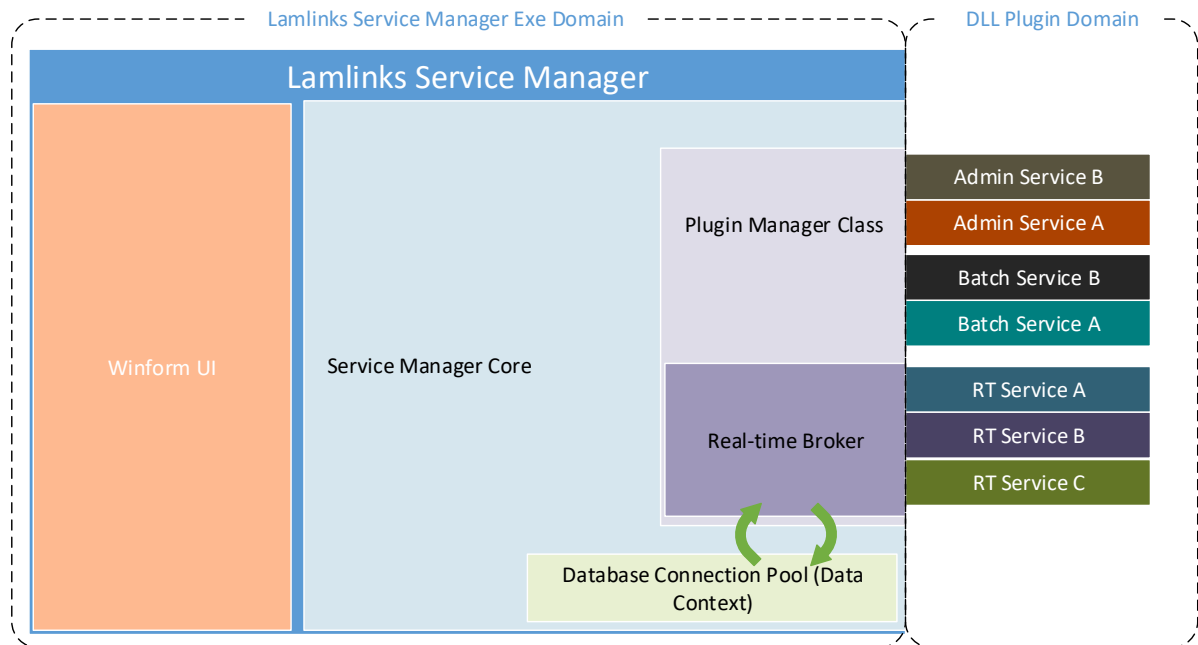 Lamlinks Service Manager Exe Domain
DLL Plugin Domain
Lamlinks Service Manager
Winform UI
Service Manager Core
Plugin Manager Class
Real-time Broker
Database Connection Pool (Data
Context)
Admin Service B
Admin Service A
Batch Service B
Batch Service A
RT Service A
RT Service B
RT Service C